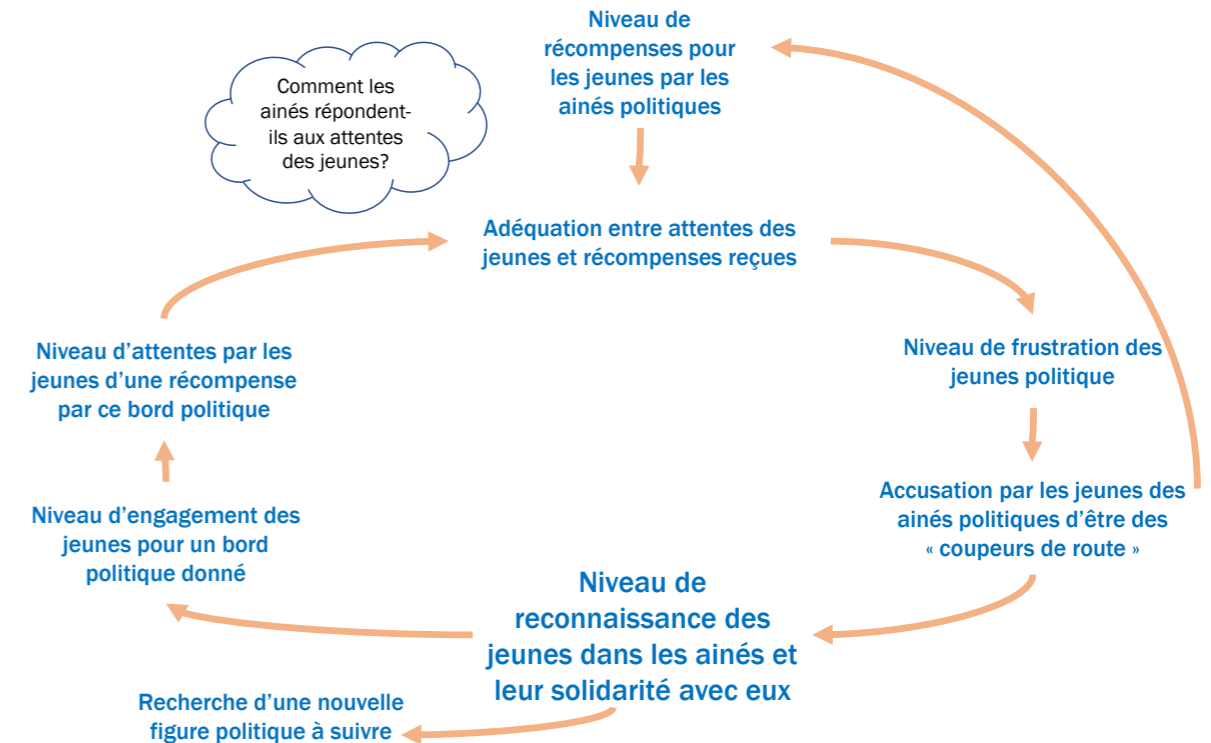 Niveau de
récompenses pour
les jeunes par les
ainés politiques
Comment les
ainés répondent-
ils aux attentes
des jeunes?
Adéquation entre attentes des
jeunes et récompenses reçues
Niveau d'attentes par les
jeunes d'une récompense
par ce bord politique
Niveau de frustration des
jeunes politique
Niveau d'engagement des
jeunes pour un bord
politique donné
Accusation par les jeunes des
ainés politiques d'être des
« coupeurs de route »
Niveau de
reconnaissance des
jeunes dans les ainés et
leur solidarité avec eux
Recherche d'une nouvelle
figure politique à suivre